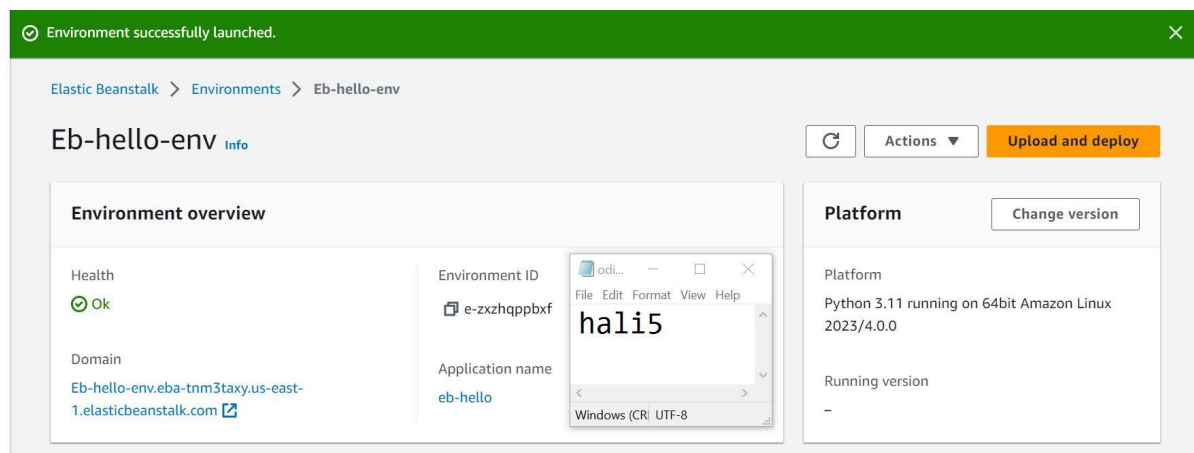 Environment successfully launched.
Elastic Beanstalk > Environments > Eb-hello-env
Eb-hello-env Info
Actions
Upload and deploy
Environment overview
Health
Ok
Domain
Eb-hello-env.eba-tnm3taxy.us-east-
1.elasticbeanstalk.com
Environment ID
e-zxzhqppbxf
Application name
eb-hello
odi...
File Edit Format View Help
hali5
Windows (CRI UTF-8
Platform
Change version
Platform
Python 3.11 running on 64bit Amazon Linux
2023/4.0.0
Running version
–